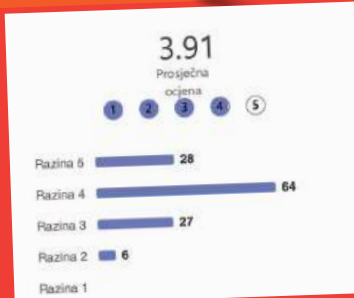 3.91
Prosječna
ocjena
1 2 3 4 5
Razina 5 28
Razina 4 64
Razina 3 27
Razina 2 6
Razina 1